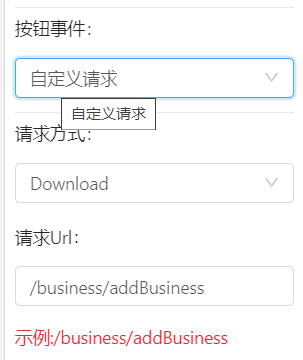 按钮事件：
自定义请求
自定义请求
请求方式：
Download
请求Url：
/business/addBusiness
示例:/business/addBusiness